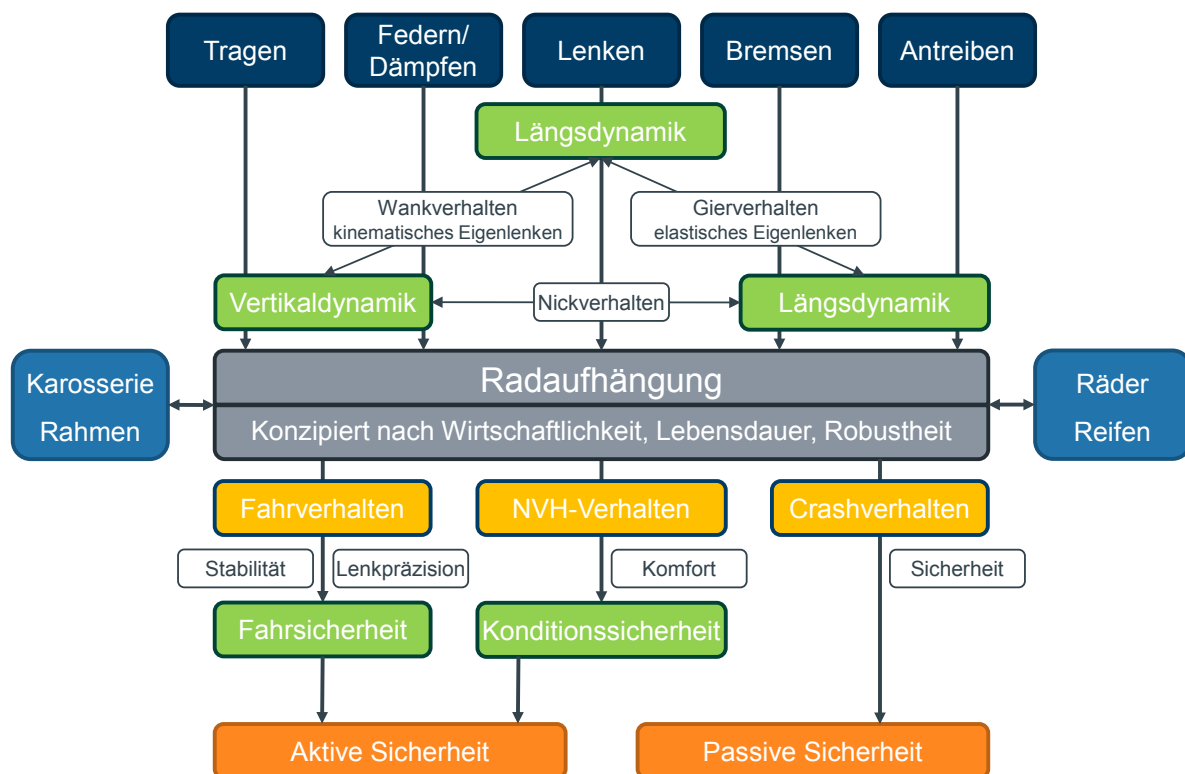 Tragen
Federn/
Dämpfen
Lenken
Bremsen
Antreiben
Längsdynamik
Wankverhalten
kinematisches Eigenlenken
Gierverhalten
elastisches Eigenlenken
Vertikaldynamik
Nickverhalten
Längsdynamik
Karosserie
Rahmen
Radaufhängung
Konzipiert nach Wirtschaftlichkeit, Lebensdauer, Robustheit
Räder
Reifen
Fahrverhalten
NVH-Verhalten
Crashverhalten
Stabilität
Lenkpräzision
Komfort
Sicherheit
Fahrsicherheit
Konditionssicherheit
Aktive Sicherheit
Passive Sicherheit